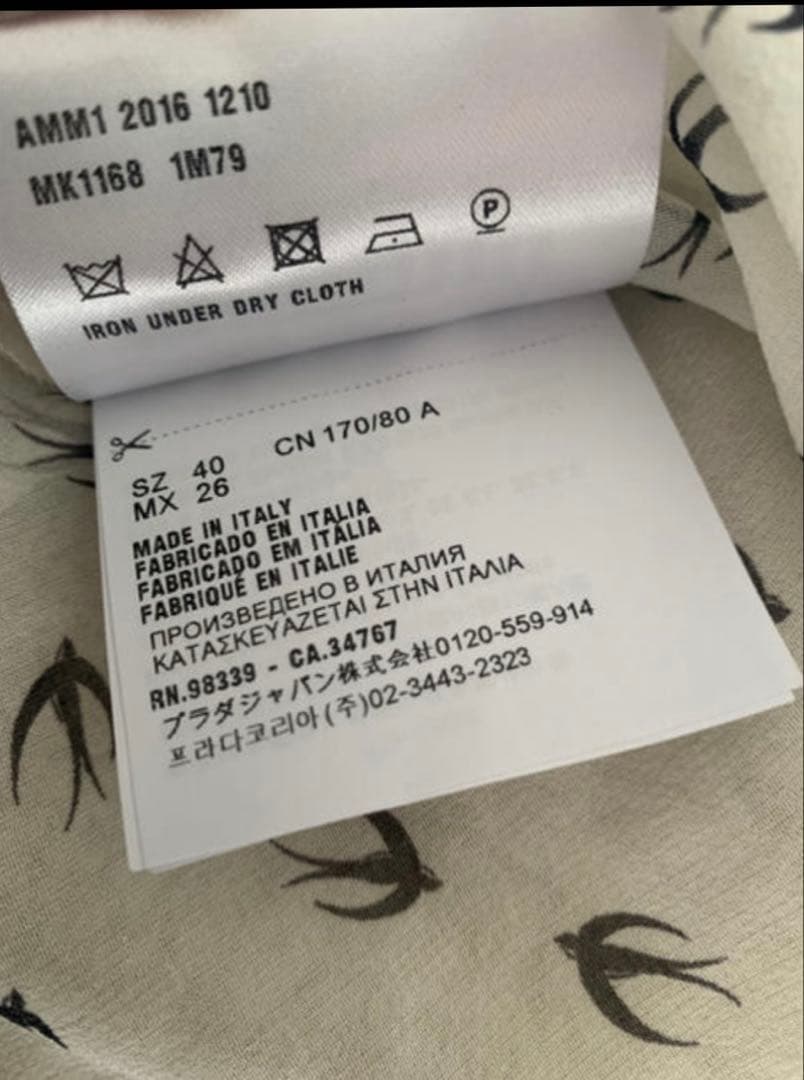 AMM1 2016 1210
MK1168 1M79
P
IRON UNDER DRY CLOTH
SZ 40 CN 170/80 A
MX 26
MADE IN ITALY
FABRICADO EN ITALIA
FABRICADO EM ITÁLIA
FABRIQUÉ EN ITALIE
ПРОИЗВЕДЕНО В ИТАЛИЯ
ΚΑΤΑΣΚΕΥΑΖΕΤΑΙ ΣΤΗΝ ΙΤΑΛΙΑ
RN.98339 - CA.34767
プラダジャパン株式会社0120-559-914
프라다코리아(주)02-3443-2323